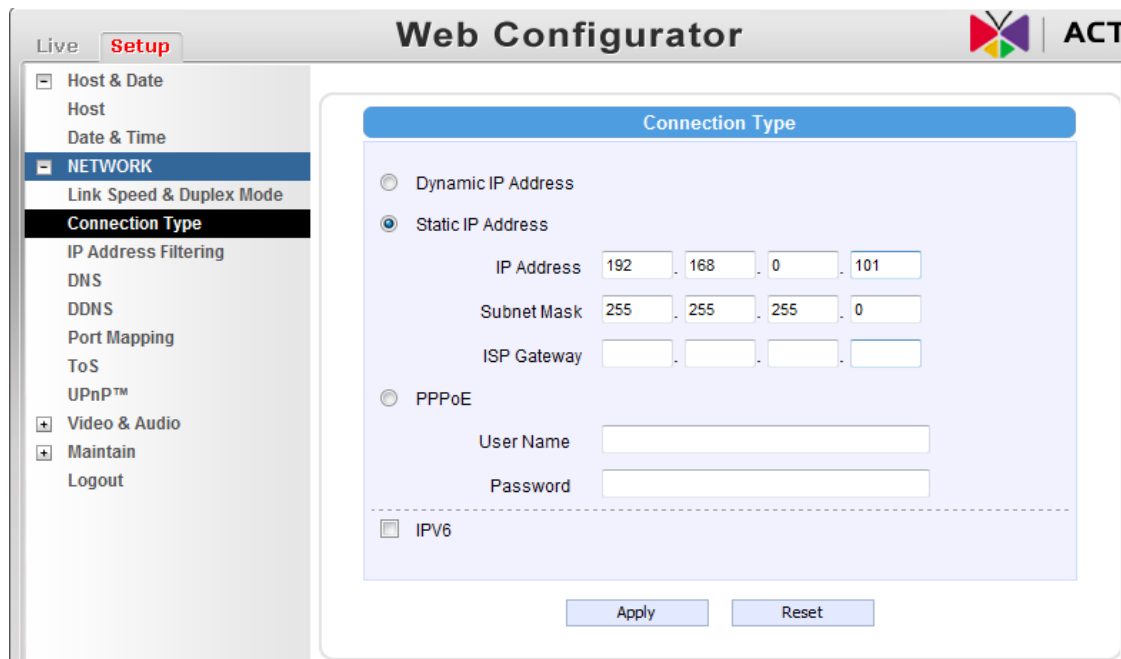 Live Setup
Web Configurator
ACT
Host & Date
Host
Date & Time
NETWORK
Link Speed & Duplex Mode
Connection Type
IP Address Filtering
DNS
DDNS
Port Mapping
ToS
UPnP™
Video & Audio
Maintain
Logout
Connection Type
Dynamic IP Address
Static IP Address
IP Address 192 . 168 . 0 . 101
Subnet Mask 255 . 255 . 255 . 0
ISP Gateway . . .
PPPoE
User Name
Password
IPV6
Apply Reset